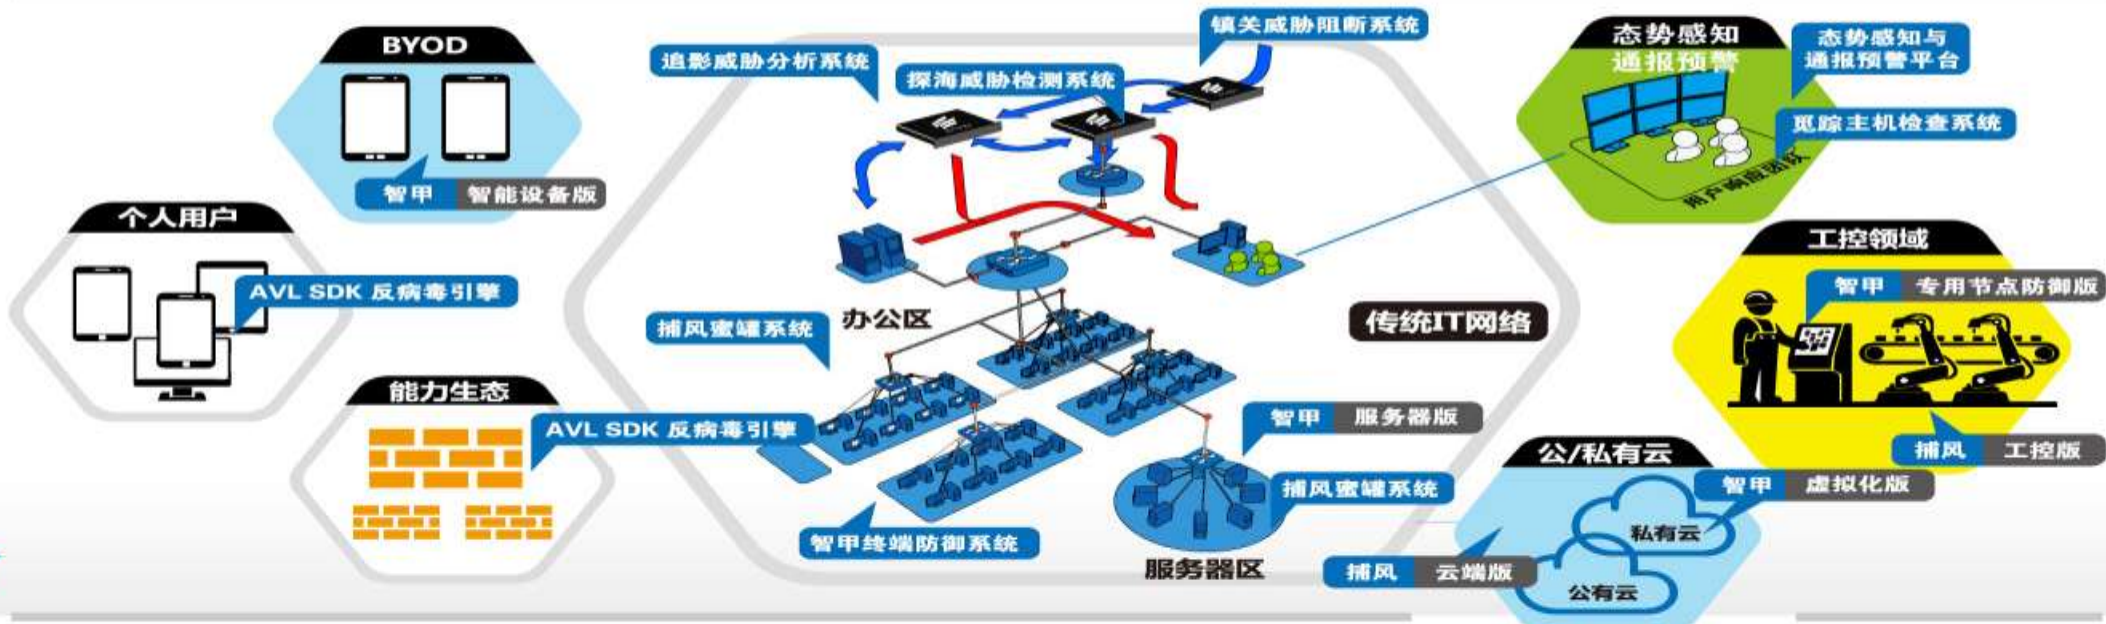 BYOD
智甲 智能设备版
个人用户
AVL SDK 反病毒引擎
能力生态
AVL SDK 反病毒引擎
追影威胁分析系统
探海威胁检测系统
镇关威胁阻断系统
办公区
捕风蜜罐系统
传统IT网络
智甲 服务器版
捕风蜜罐系统
智甲终端防御系统
服务器区
态势感知
通报预警
态势感知与
通报预警平台
觅踪主机检查系统
用户响应团队
工控领域
智甲 专用节点防御版
捕风 工控版
公/私有云
智甲 虚拟化版
私有云
捕风 云端版
公有云